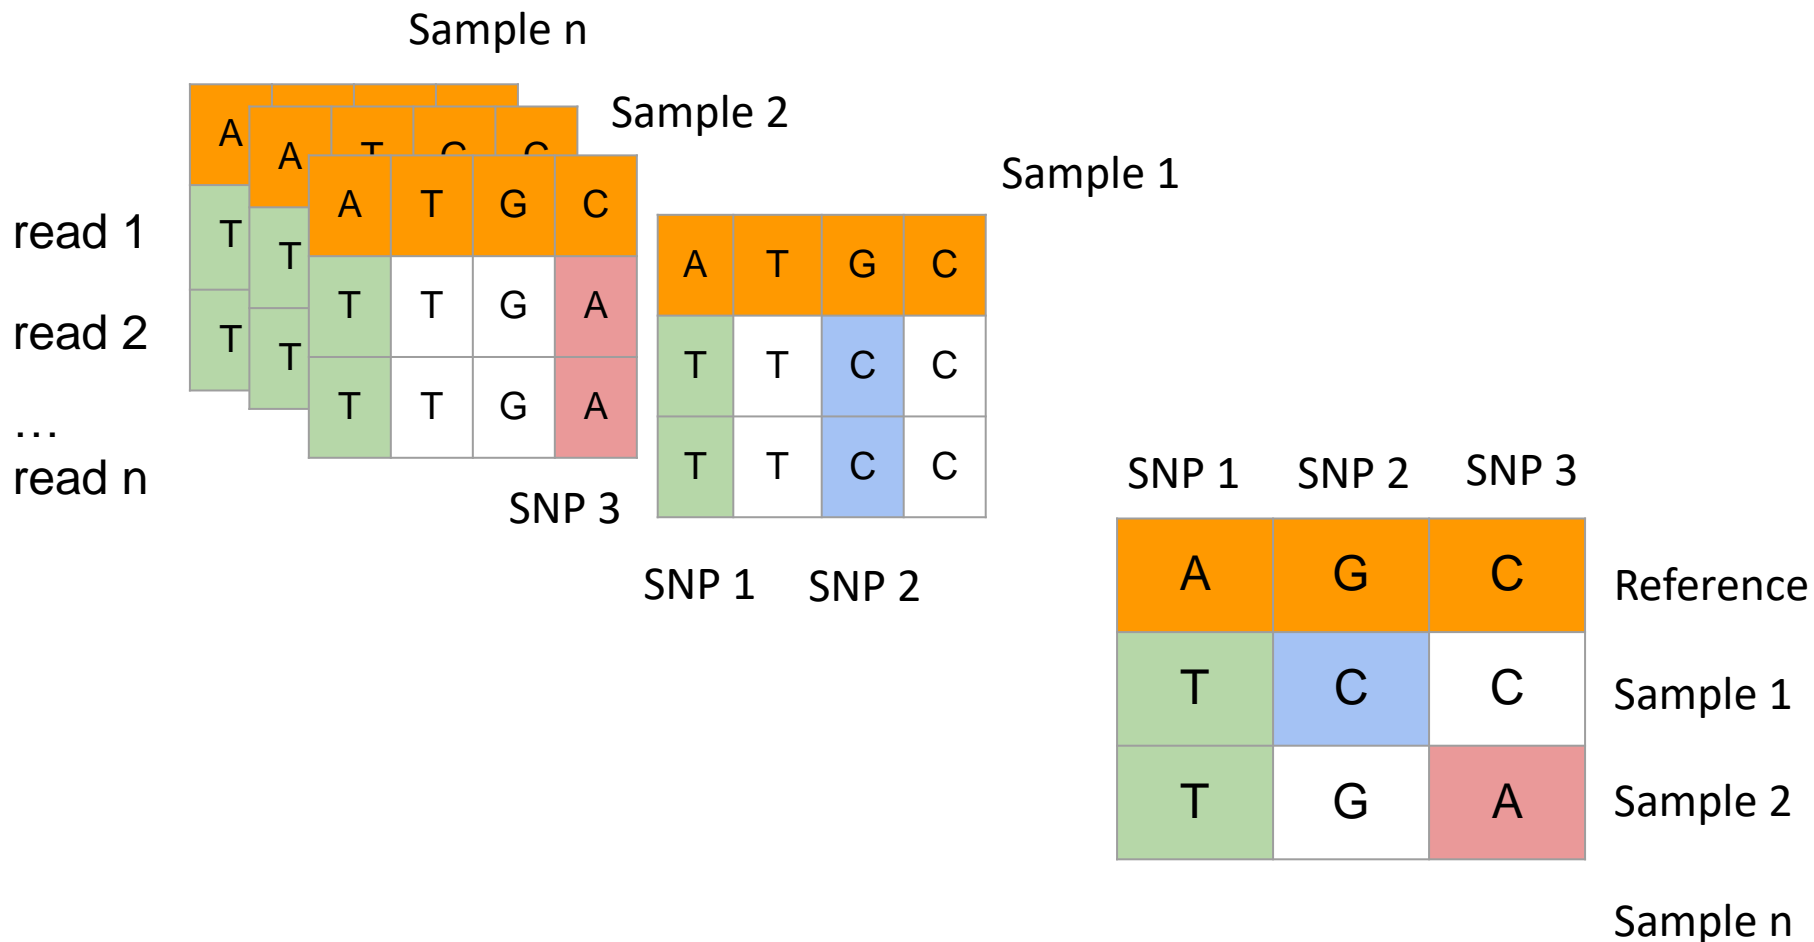 Sample n
Sample 2
Sample 1
read 1
read 2
…
read n
A
T
T
A T C C
T
T
A T G C
T T G A
T T G A
SNP 3
A T G C
T T C C
T T C C
SNP 1 SNP 2
SNP 1 SNP 2 SNP 3
A G C Reference
T C C Sample 1
T G A Sample 2
Sample n